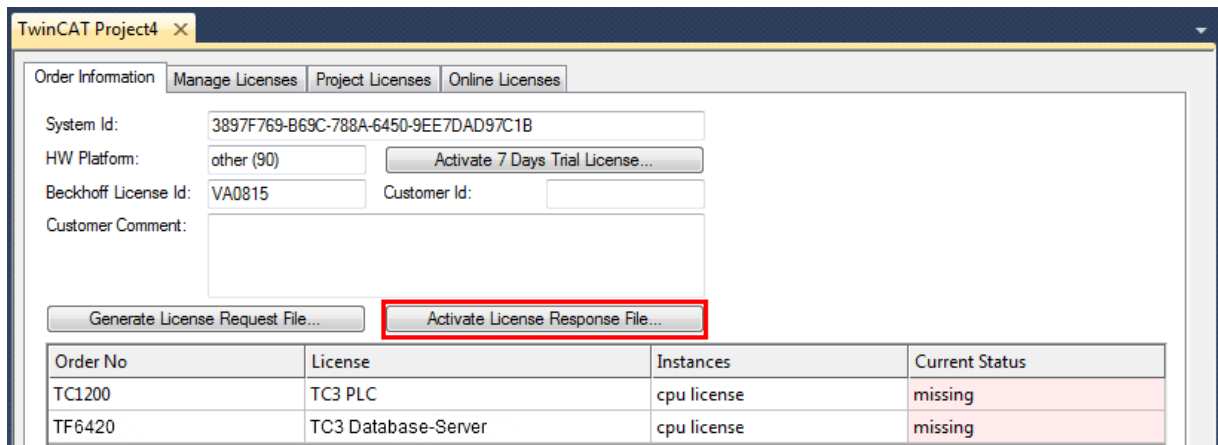 TwinCAT Project4
Order Information Manage Licenses Project Licenses Online Licenses
System Id: 3897F769-B69C-788A-6450-9EE7DAD97C1B
HW Platform: other (90) Activate 7 Days Trial License...
Beckhoff License Id: VA0815 Customer Id:
Customer Comment:
Generate License Request File... Activate License Response File...
Order No License Instances Current Status
TC1200 TC3 PLC cpu license missing
TF6420 TC3 Database-Server cpu license missing